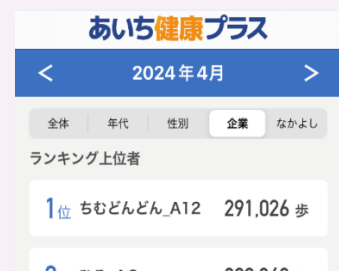 あいち健康プラス
< 2024年4月 >
全体 年代 性別 企業 なかよし
ランキング上位者
1位 ちむどんどん_A12 291,026 歩